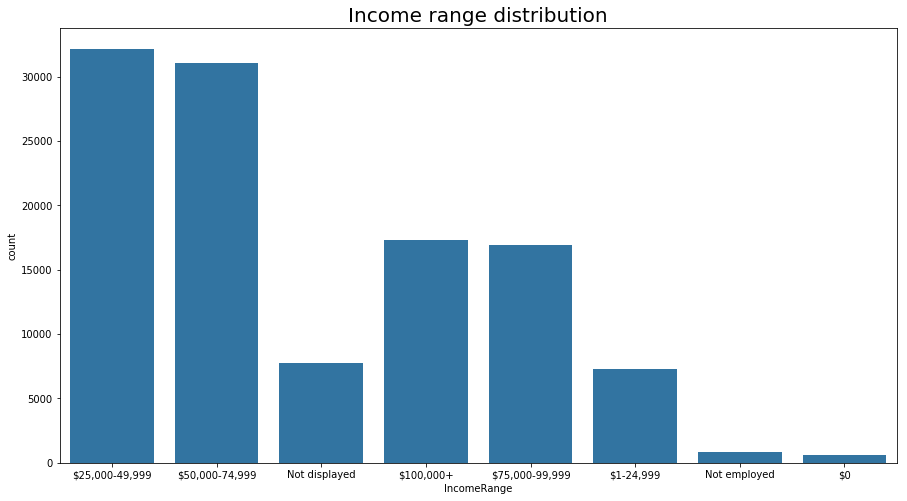 Income range distribution
count
30000
25000
20000
15000
10000
5000
0
$25,000-49,999 $50,000-74,999 Not displayed $100,000+ $75,000-99,999 $1-24,999 Not employed $0
IncomeRange